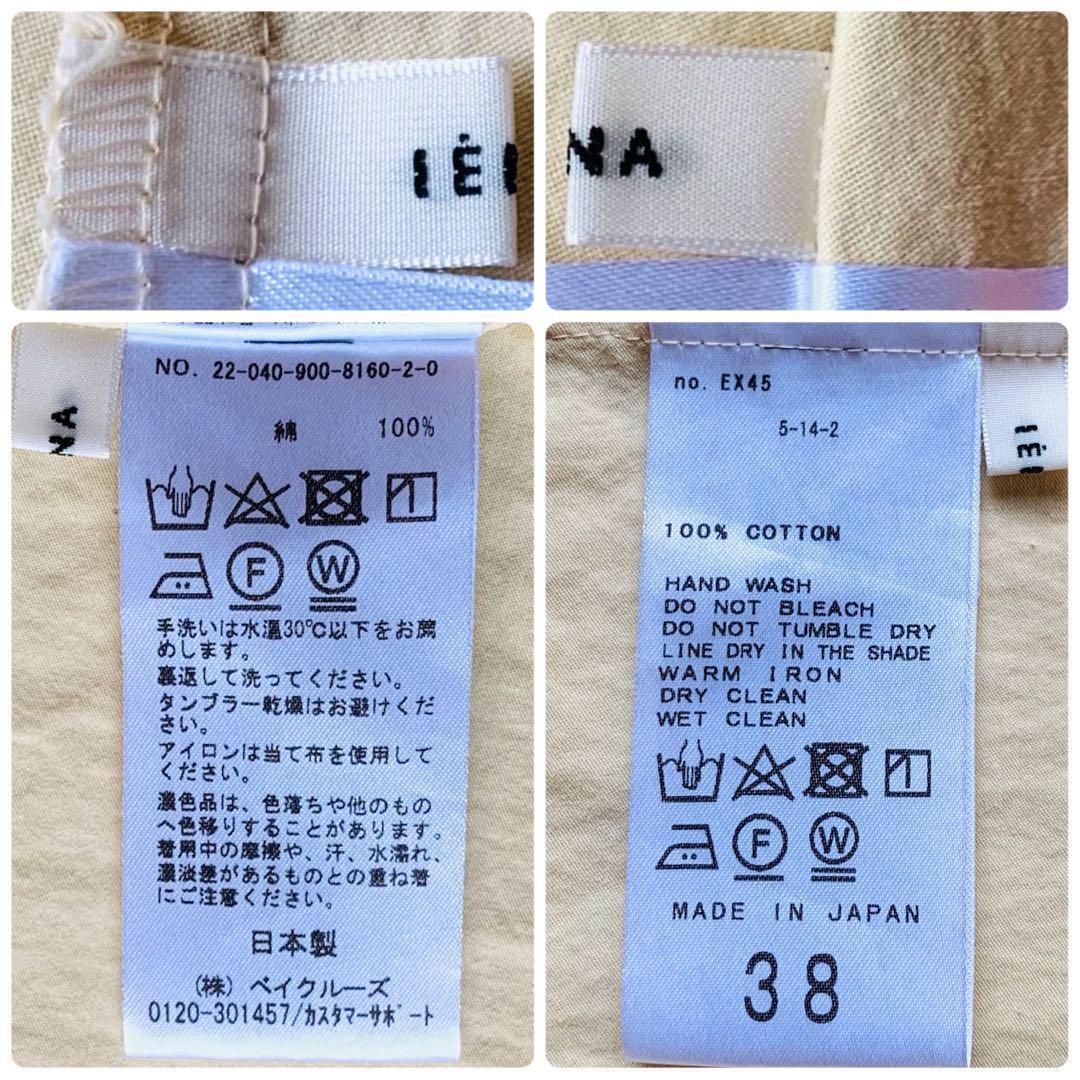 IÉ
NA
NA
NO. 22-040-900-8160-2-0
綿 100%
F W
手洗いは水温30℃以下をお薦
めします。
裏返して洗ってください。
タンブラー乾燥はお避けくだ
さい。
アイロンは当て布を使用して
ください。
濃色品は、色落ちや他のもの
へ色移りすることがあります。
着用中の摩擦や、汗、水濡れ、
濃淡差があるものとの重ね着
にご注意ください。
日本製
(株) ベイクルーズ
0120-301457/カスタマーサポート
IÉ
no. EX45
5-14-2
100% COTTON
HAND WASH
DO NOT BLEACH
DO NOT TUMBLE DRY
LINE DRY IN THE SHADE
WARM IRON
DRY CLEAN
WET CLEAN
F W
MADE IN JAPAN
38